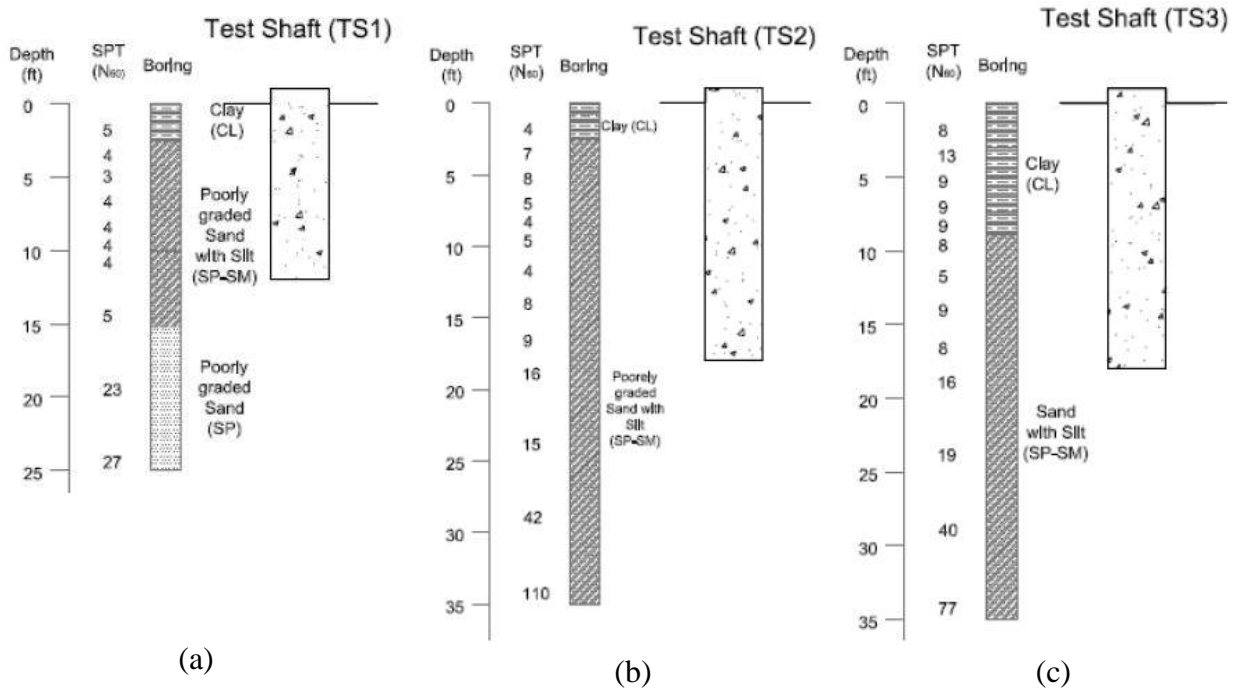 Test Shaft (TS1)
Depth
(ft)
SPT
(N₆₀)
Boring
0
5
10
15
20
25
5
4
3
4
4
4
4
5
23
27
Clay
(CL)
Poorly
graded
Sand
with Silt
(SP-SM)
Poorly
graded
Sand
(SP)
(a)
Test Shaft (TS2)
Depth
(ft)
SPT
(N₆₀)
Boring
0
5
10
15
20
25
30
35
4
7
8
5
4
5
4
8
9
16
15
42
110
Clay (CL)
Poorely
graded
Sand with
Silt
(SP-SM)
(b)
Test Shaft (TS3)
Depth
(ft)
SPT
(N₆₀)
Boring
0
5
10
15
20
25
30
35
8
13
9
9
9
8
5
9
8
16
19
40
77
Clay
(CL)
Sand
with Silt
(SP-SM)
(c)